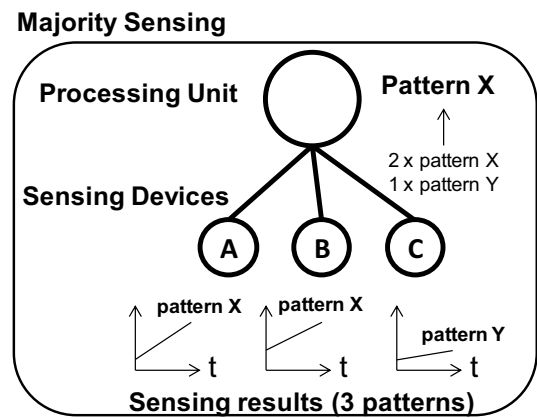 Majority Sensing
Processing Unit
Pattern X
2 x pattern X
1 x pattern Y
Sensing Devices
A
B
C
pattern X
pattern X
pattern Y
t
t
t
Sensing results (3 patterns)